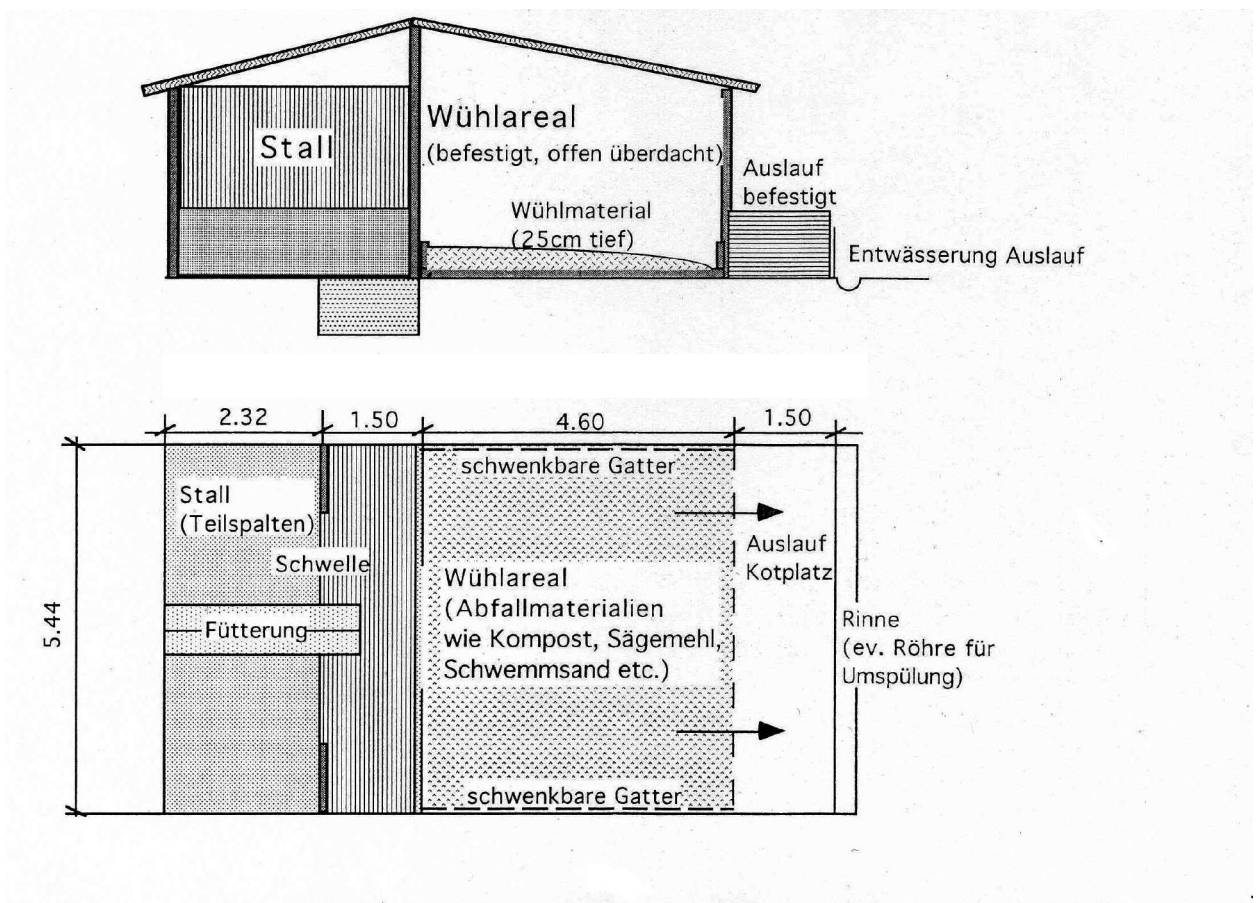 Stall
Wühlareal
(befestigt, offen überdacht)
Wühlmaterial
(25cm tief)
Auslauf
befestigt
Entwässerung Auslauf
2.32
1.50
4.60
1.50
5.44
schwenkbare Gatter
Stall
(Teilspalten)
Schwelle
Fütterung
Wühlareal
(Abfallmaterialien
wie Kompost, Sägemehl,
Schwemmsand etc.)
Auslauf
Kotplatz
Rinne
(ev. Röhre für
Umspülung)
schwenkbare Gatter